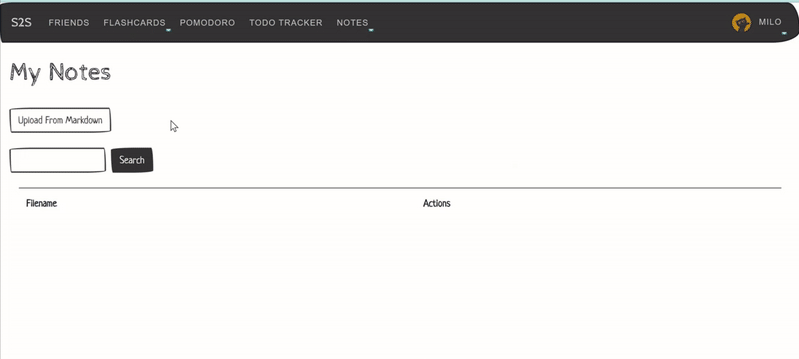 S2S FRIENDS FLASHCARDS POMODORO TODO TRACKER NOTES MILO
My Notes
Upload From Markdown
Search
Filename Actions